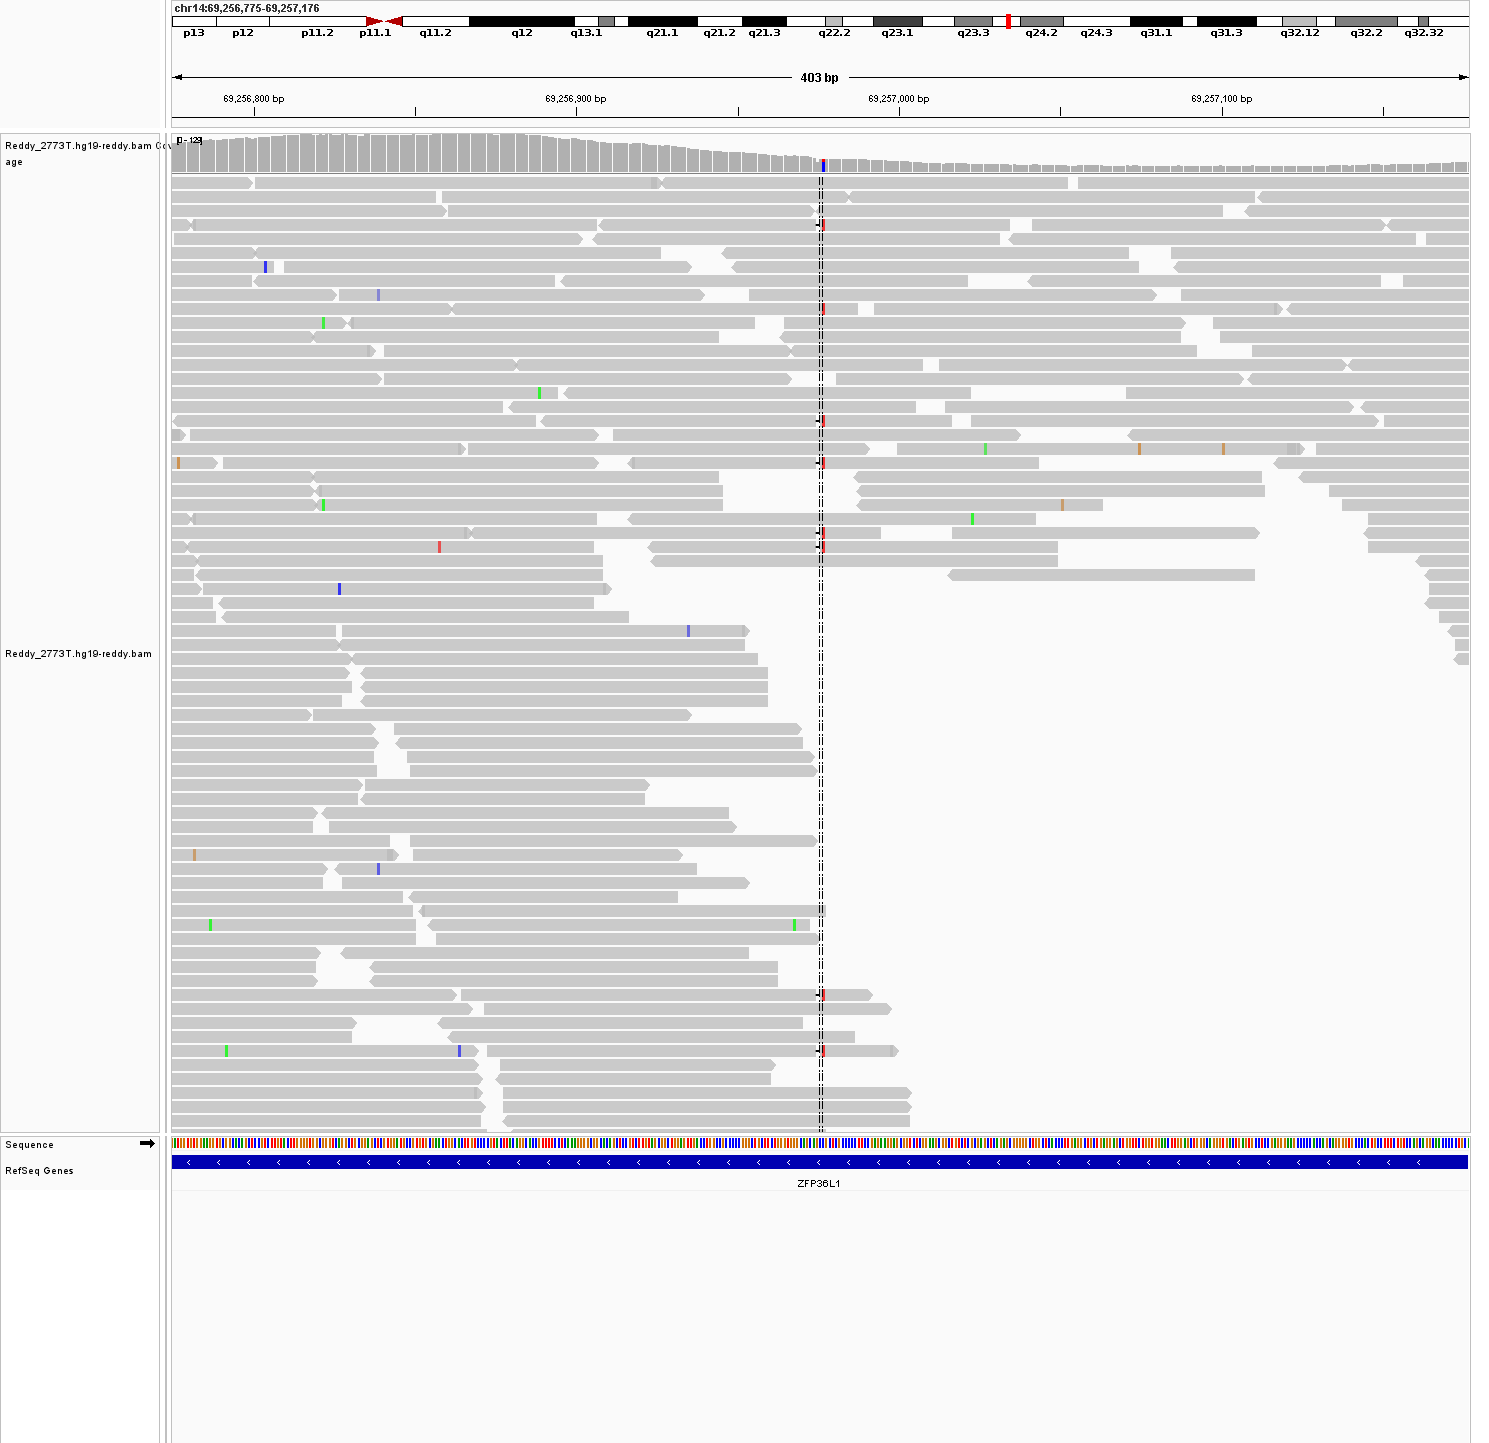 chr14:69,256,775-69,257,176
p13 p12 p11.2 p11.1 q11.2 q12 q13.1 q21.1 q21.2 q21.3 q22.2 q23.1 q23.3 q24.2 q24.3 q31.1 q31.3 q32.12 q32.2 q32.32
403 bp
69,256,800 bp 69,256,900 bp 69,257,000 bp 69,257,100 bp
Reddy_2773T.hg19-reddy.bam Cov
age
Reddy_2773T.hg19-reddy.bam
Sequence
RefSeq Genes
ZFP36L1